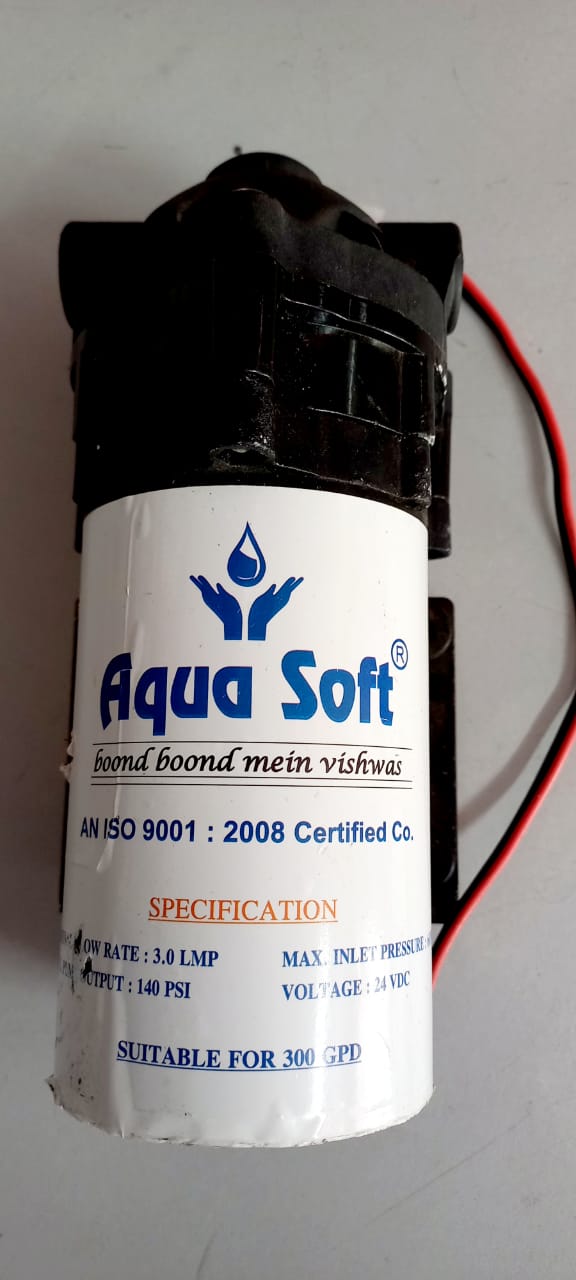 Aqua Soft®
boond boond mein vishwas
AN ISO 9001 : 2008 Certified Co.
SPECIFICATION
OW RATE : 3.0 LMP
MAX. INLET PRESSURE
UTPUT : 140 PSI
VOLTAGE : 24 VDC
SUITABLE FOR 300 GPD